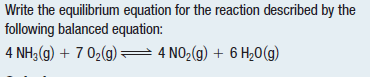 Write the equilibrium equation for the reaction described by the
following balanced equation:
4 NH₃(g) + 7 O₂(g) ⇌ 4 NO₂(g) + 6 H₂O(g)